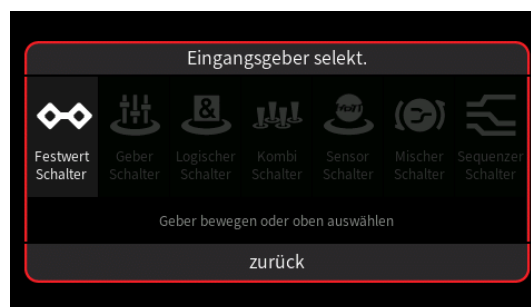 Eingangsgeber selekt.
&
Festwert Geber Logischer Kombi Sensor Mischer Sequenzer
Schalter Schalter Schalter Schalter Schalter Schalter Schalter
Geber bewegen oder oben auswählen
zurück